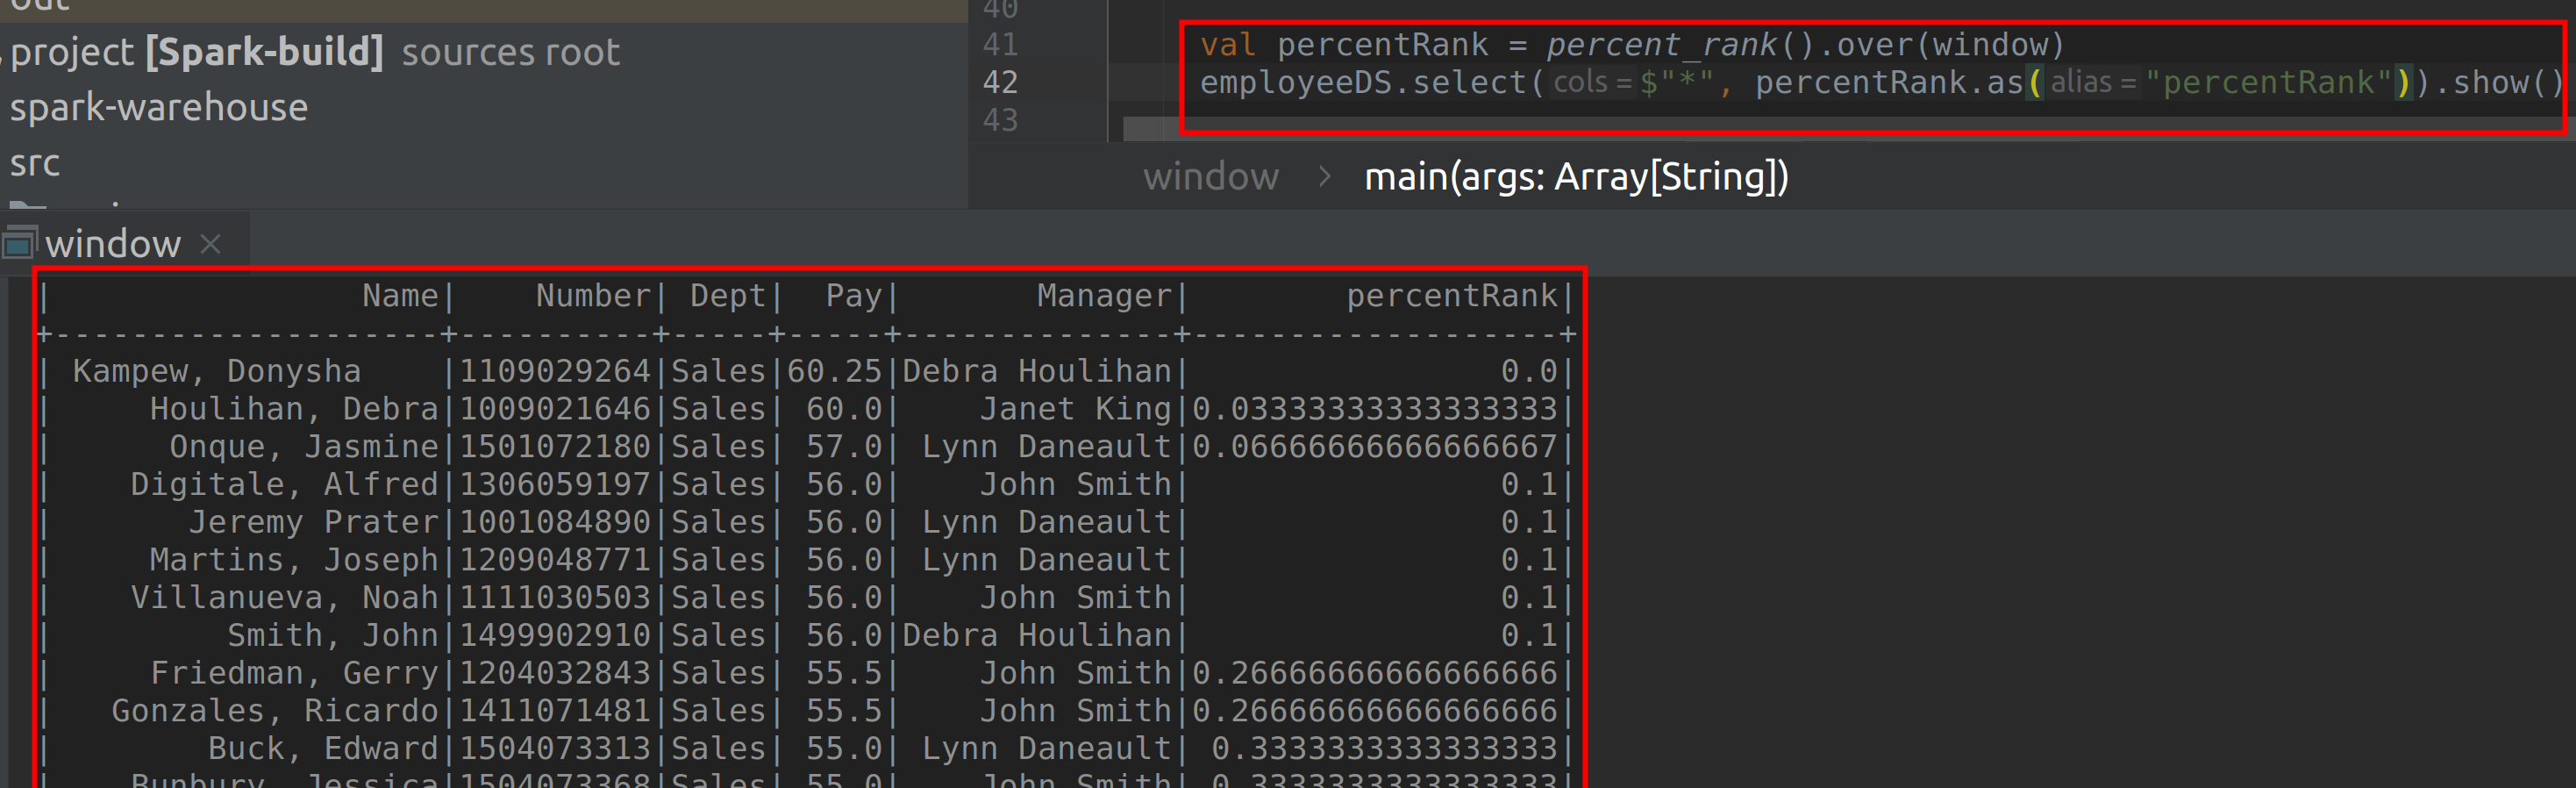 out
project [Spark-build] sources root
spark-warehouse
src
40
41 val percentRank = percent_rank().over(window)
42 employeeDS.select( cols = $"*", percentRank.as( alias = "percentRank")).show()
43
window > main(args: Array[String])
window ×
| Name| Number| Dept| Pay| Manager| percentRank|
+--------------------+----------+-----+-----+--------------+-------------------+
| Kampew, Donysha |1109029264|Sales|60.25|Debra Houlihan| 0.0|
| Houlihan, Debra|1009021646|Sales| 60.0| Janet King|0.03333333333333333|
| Onque, Jasmine|1501072180|Sales| 57.0| Lynn Daneault|0.06666666666666667|
| Digitale, Alfred|1306059197|Sales| 56.0| John Smith| 0.1|
| Jeremy Prater|1001084890|Sales| 56.0| Lynn Daneault| 0.1|
| Martins, Joseph|1209048771|Sales| 56.0| Lynn Daneault| 0.1|
| Villanueva, Noah|1111030503|Sales| 56.0| John Smith| 0.1|
| Smith, John|1499902910|Sales| 56.0|Debra Houlihan| 0.1|
| Friedman, Gerry|1204032843|Sales| 55.5| John Smith|0.26666666666666666|
| Gonzales, Ricardo|1411071481|Sales| 55.5| John Smith|0.26666666666666666|
| Buck, Edward|1504073313|Sales| 55.0| Lynn Daneault| 0.3333333333333333|
| Bunbury, Jessica|1504073368|Sales| 55.0| John Smith| 0.3333333333333333|